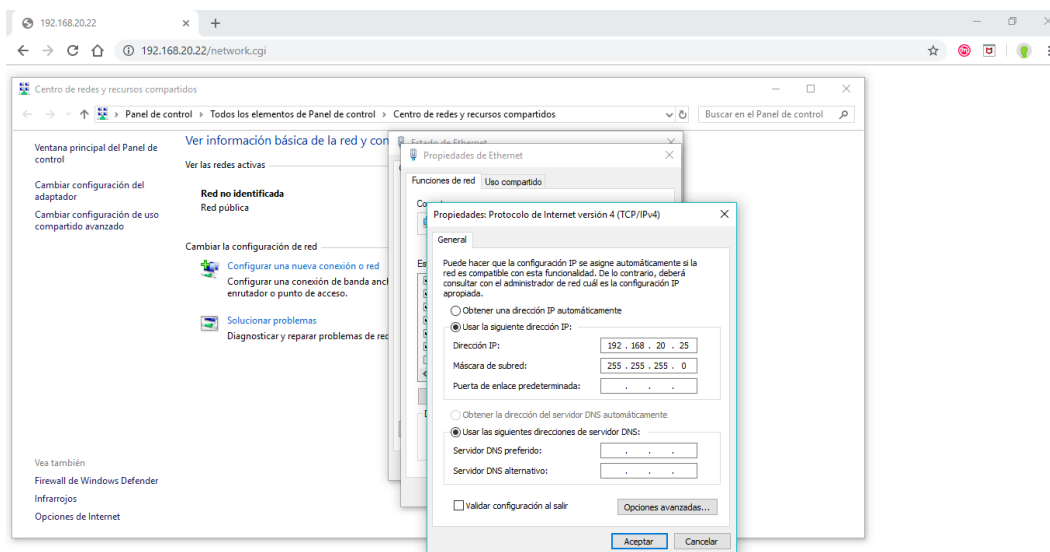 192.168.20.22
192.168.20.22/network.cgi
Centro de redes y recursos compartidos
Panel de control > Todos los elementos de Panel de control > Centro de redes y recursos compartidos
Buscar en el Panel de control
Ventana principal del Panel de
control
Cambiar configuración del
adaptador
Cambiar configuración de uso
compartido avanzado
Ver información básica de la red y con
Ver las redes activas
Red no identificada
Red pública
Cambiar la configuración de red
Configurar una nueva conexión o red
Configurar una conexión de banda
enrutador o punto de acceso.
Solucionar problemas
Diagnosticar y reparar problemas de
Vea también
Firewall de Windows Defender
Infrarrojos
Opciones de Internet
Estado de Ethernet
Propiedades de Ethernet
Funciones de red
Uso compartido
Propiedades: Protocolo de Internet versión 4 (TCP/IPv4)
General
Puede hacer que la configuración IP se asigne automáticamente si la
red es compatible con esta funcionalidad. De lo contrario, deberá
consultar con el administrador de red cuál es la configuración IP
apropiada.
Obtener una dirección IP automáticamente
Usar la siguiente dirección IP:
Dirección IP: 192 . 168 . 20 . 25
Máscara de subred: 255 . 255 . 255 . 0
Puerta de enlace predeterminada: . . .
Obtener la dirección del servidor DNS automáticamente
Usar las siguientes direcciones de servidor DNS:
Servidor DNS preferido: . . .
Servidor DNS alternativo: . . .
Validar configuración al salir
Opciones avanzadas...
Aceptar
Cancelar